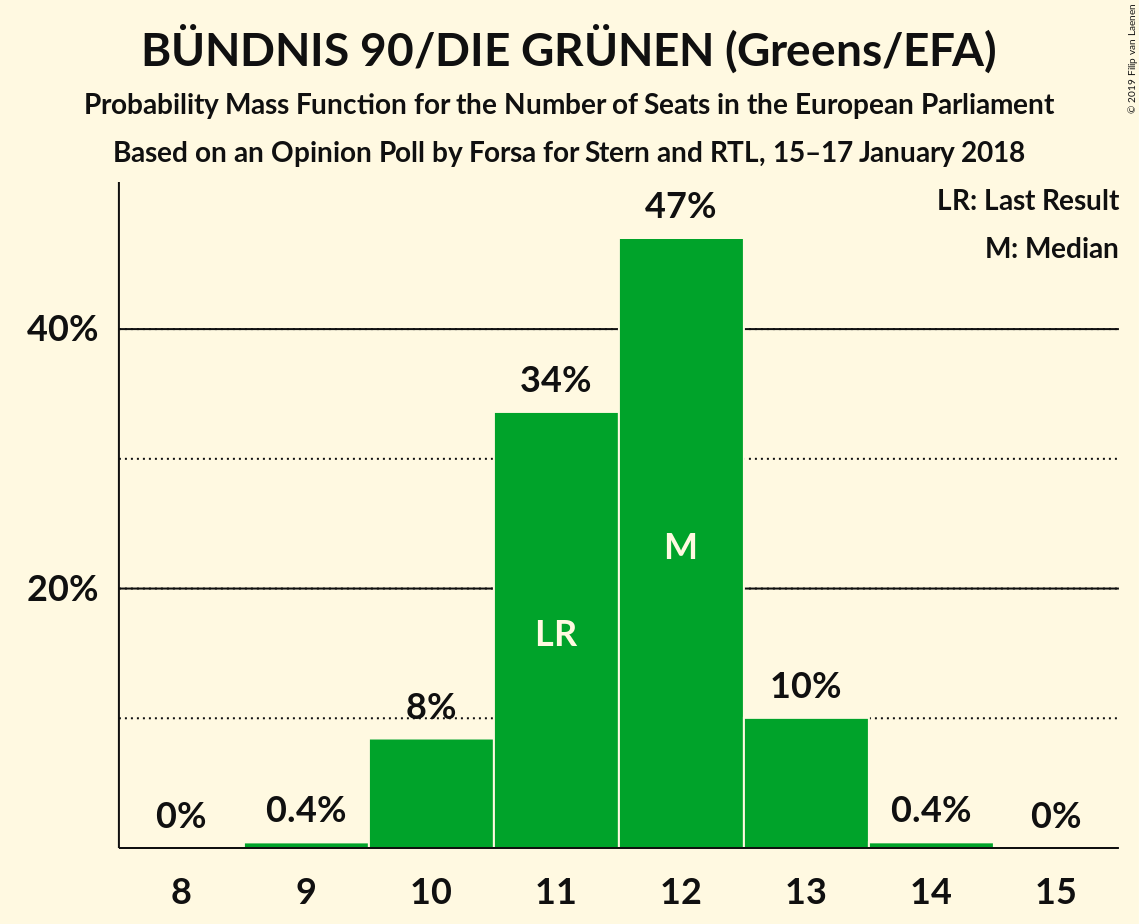 BÜNDNIS 90/DIE GRÜNEN (Greens/EFA)
Probability Mass Function for the Number of Seats in the European Parliament
Based on an Opinion Poll by Forsa for Stern and RTL, 15–17 January 2018
© 2019 Filip van Laenen
LR: Last Result
M: Median
40%
20%
0%
0.4%
8%
34%
47%
10%
0.4%
0%
LR
M
8
9
10
11
12
13
14
15